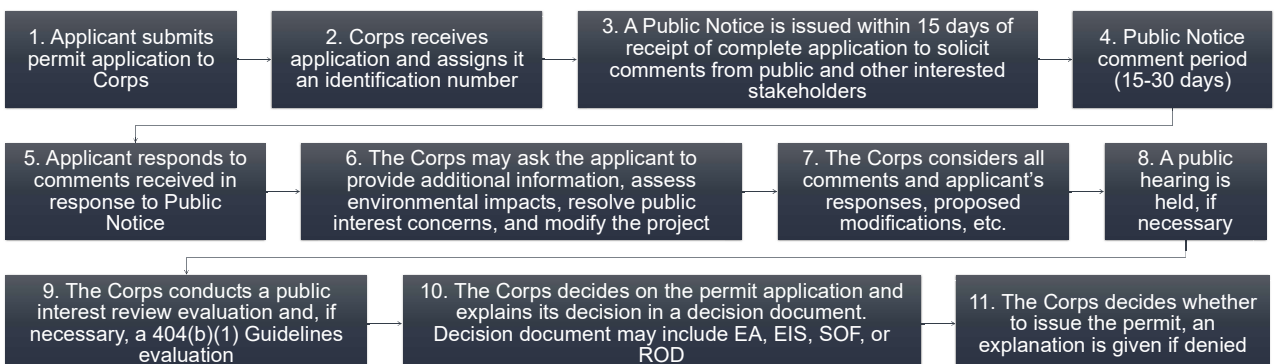 1. Applicant submits
permit application to
Corps
2. Corps receives
application and assigns it
an identification number
3. A Public Notice is issued within 15 days of
receipt of complete application to solicit
comments from public and other interested
stakeholders
4. Public Notice
comment period
(15-30 days)
5. Applicant responds to
comments received in
response to Public
Notice
6. The Corps may ask the applicant to
provide additional information, assess
environmental impacts, resolve public
interest concerns, and modify the project
7. The Corps considers all
comments and applicant’s
responses, proposed
modifications, etc.
8. A public
hearing is
held, if
necessary
9. The Corps conducts a public
interest review evaluation and, if
necessary, a 404(b)(1) Guidelines
evaluation
10. The Corps decides on the permit application and
explains its decision in a decision document.
Decision document may include EA, EIS, SOF, or
ROD
11. The Corps decides whether
to issue the permit, an
explanation is given if denied